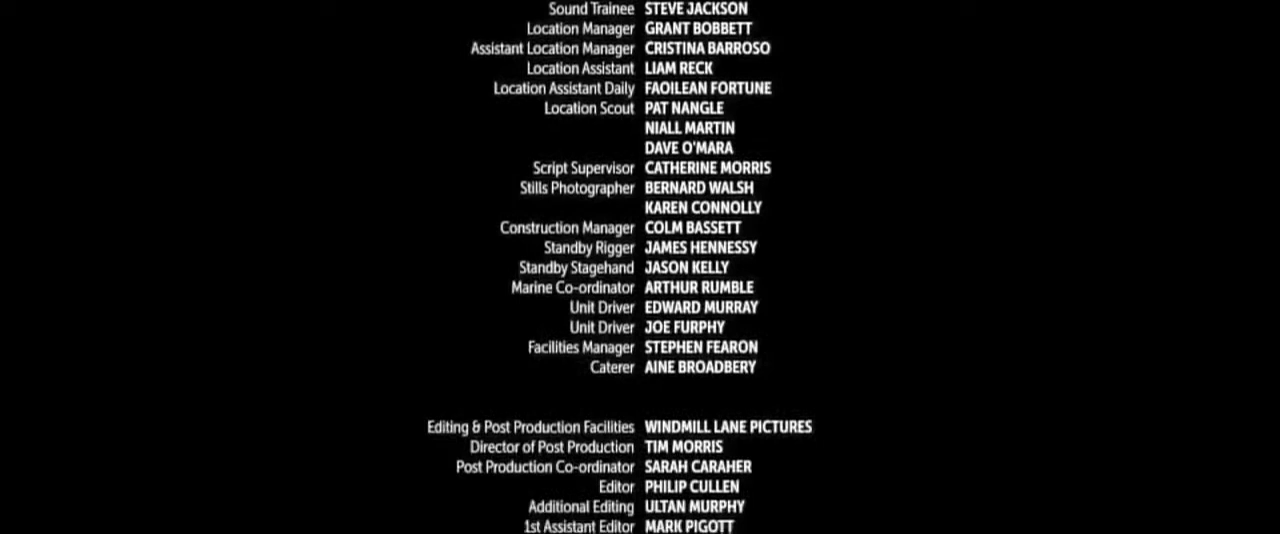 Sound Trainee STEVE JACKSON
Location Manager GRANT BOBBETT
Assistant Location Manager CRISTINA BARROSO
Location Assistant LIAM RECK
Location Assistant Daily FAOILEAN FORTUNE
Location Scout PAT NANGLE
NIALL MARTIN
DAVE O'MARA
Script Supervisor CATHERINE MORRIS
Stills Photographer BERNARD WALSH
KAREN CONNOLLY
Construction Manager COLM BASSETT
Standby Rigger JAMES HENNESSY
Standby Stagehand JASON KELLY
Marine Co-ordinator ARTHUR RUMBLE
Unit Driver EDWARD MURRAY
Unit Driver JOE FURPHY
Facilities Manager STEPHEN FEARON
Caterer AINE BROADBERY
Editing & Post Production Facilities WINDMILL LANE PICTURES
Director of Post Production TIM MORRIS
Post Production Co-ordinator SARAH CARAHER
Editor PHILIP CULLEN
Additional Editing ULTAN MURPHY
1st Assistant Editor MARK PIGOTT